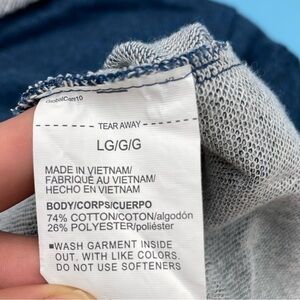 TEAR AWAY
LG/G/G
MADE IN VIETNAM/
FABRIQUÉ AU VIETNAM/
HECHO EN VIETNAM
BODY/CORPS/CUERPO
74% COTTON/COTON/algodón
26% POLYESTER/poliéster
■WASH GARMENT INSIDE
OUT, WITH LIKE COLORS.
DO NOT USE SOFTENERS